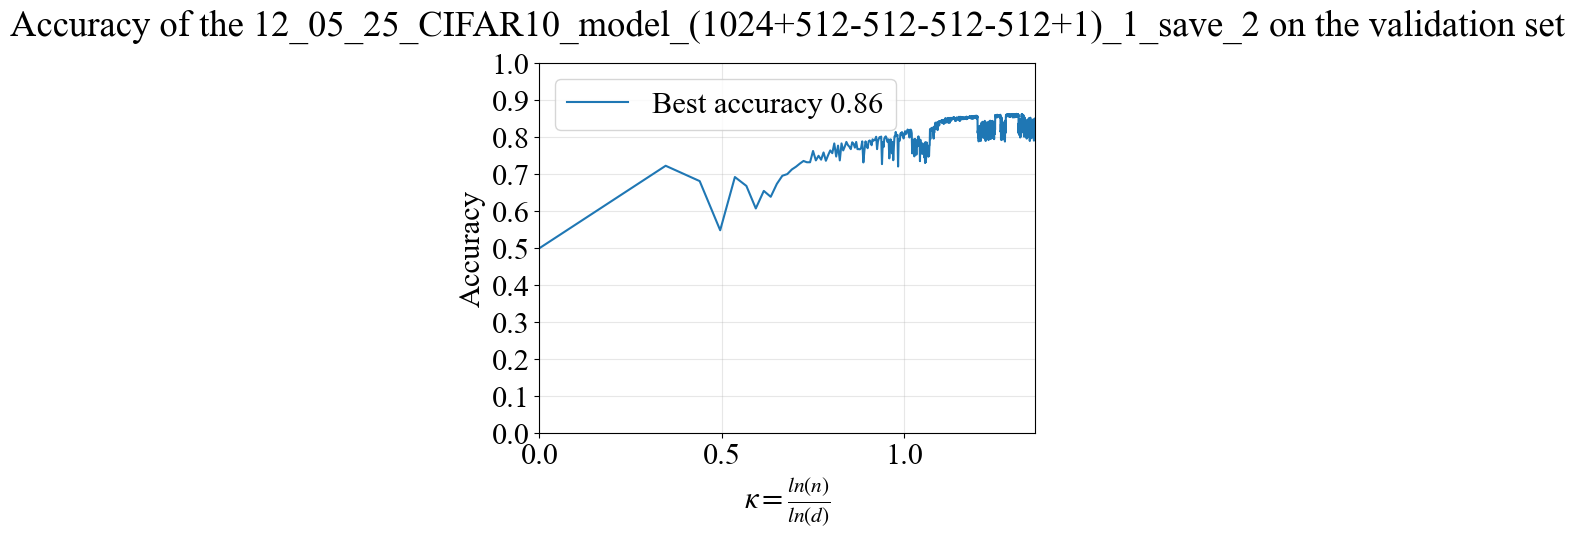 Accuracy of the 12_05_25_CIFAR10_model_(1024+512-512-512-512+1)_1_save_2 on the validation set
1.0
0.9
0.8
0.7
0.6
0.5
0.4
0.3
0.2
0.1
0.0
Accuracy
Best accuracy 0.86
0.0 0.5 1.0
κ = ln(n) / ln(d)